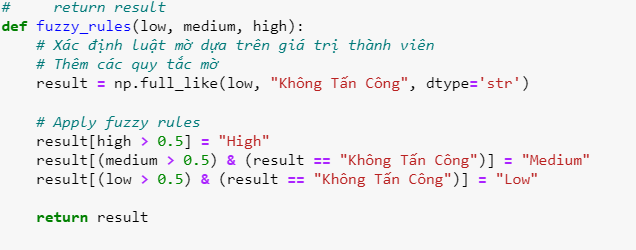 #     return result
def fuzzy_rules(low, medium, high):
    # Xác định luật mờ dựa trên giá trị thành viên
    # Thêm các quy tắc mờ
    result = np.full_like(low, "Không Tấn Công", dtype='str')

    # Apply fuzzy rules
    result[high > 0.5] = "High"
    result[(medium > 0.5) & (result == "Không Tấn Công")] = "Medium"
    result[(low > 0.5) & (result == "Không Tấn Công")] = "Low"

    return result